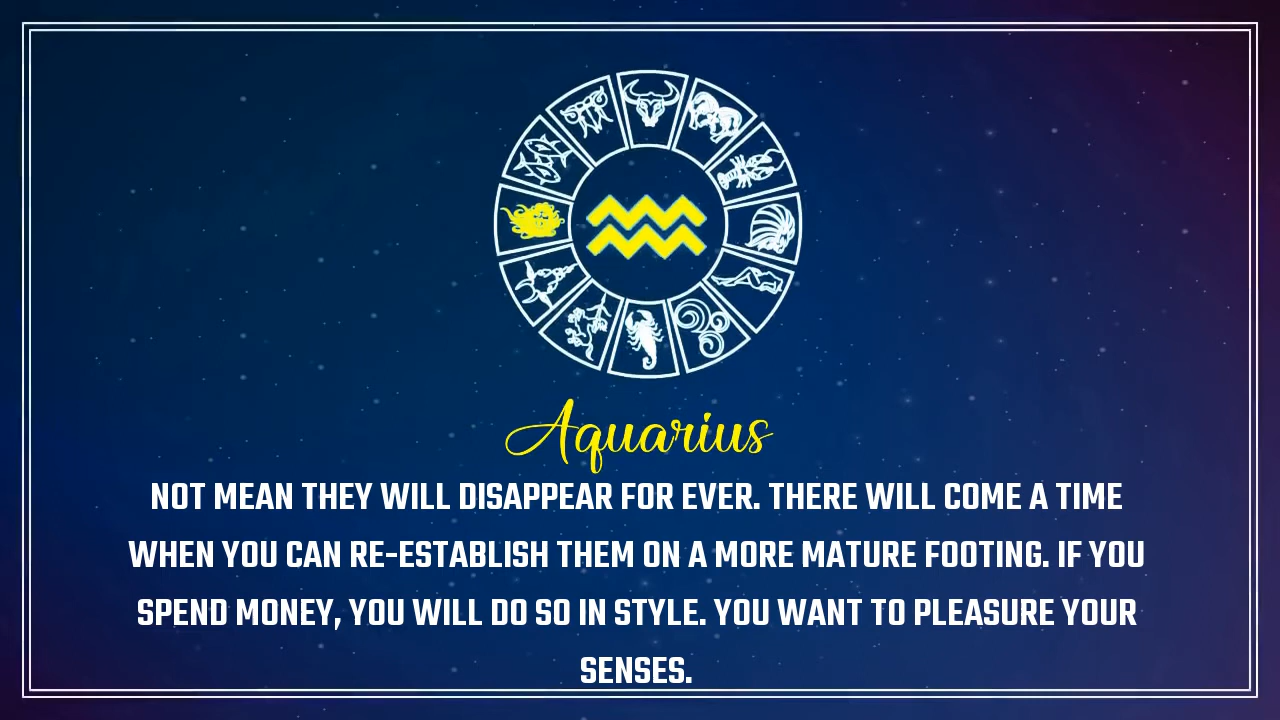 Aquarius
NOT MEAN THEY WILL DISAPPEAR FOR EVER. THERE WILL COME A TIME
WHEN YOU CAN RE-ESTABLISH THEM ON A MORE MATURE FOOTING. IF YOU
SPEND MONEY, YOU WILL DO SO IN STYLE. YOU WANT TO PLEASURE YOUR
SENSES.